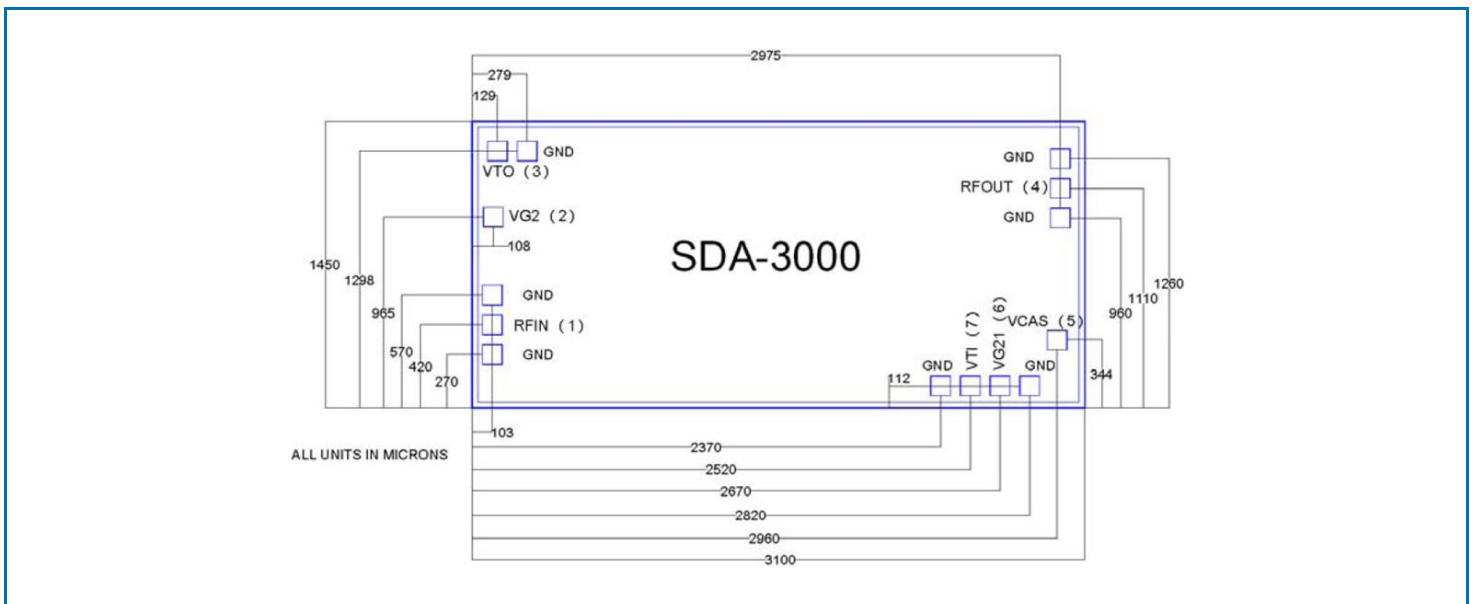 2975
279
129
GND
VTO (3)
GND
RFOUT (4)
GND
VG2 (2)
108
SDA-3000
1450
1298
965
570
420
270
GND
RFIN (1)
GND
1260
1110
960
VCAS (5)
344
GND
VTI (7)
VG21 (6)
GND
112
103
ALL UNITS IN MICRONS
2370
2520
2670
2820
2960
3100